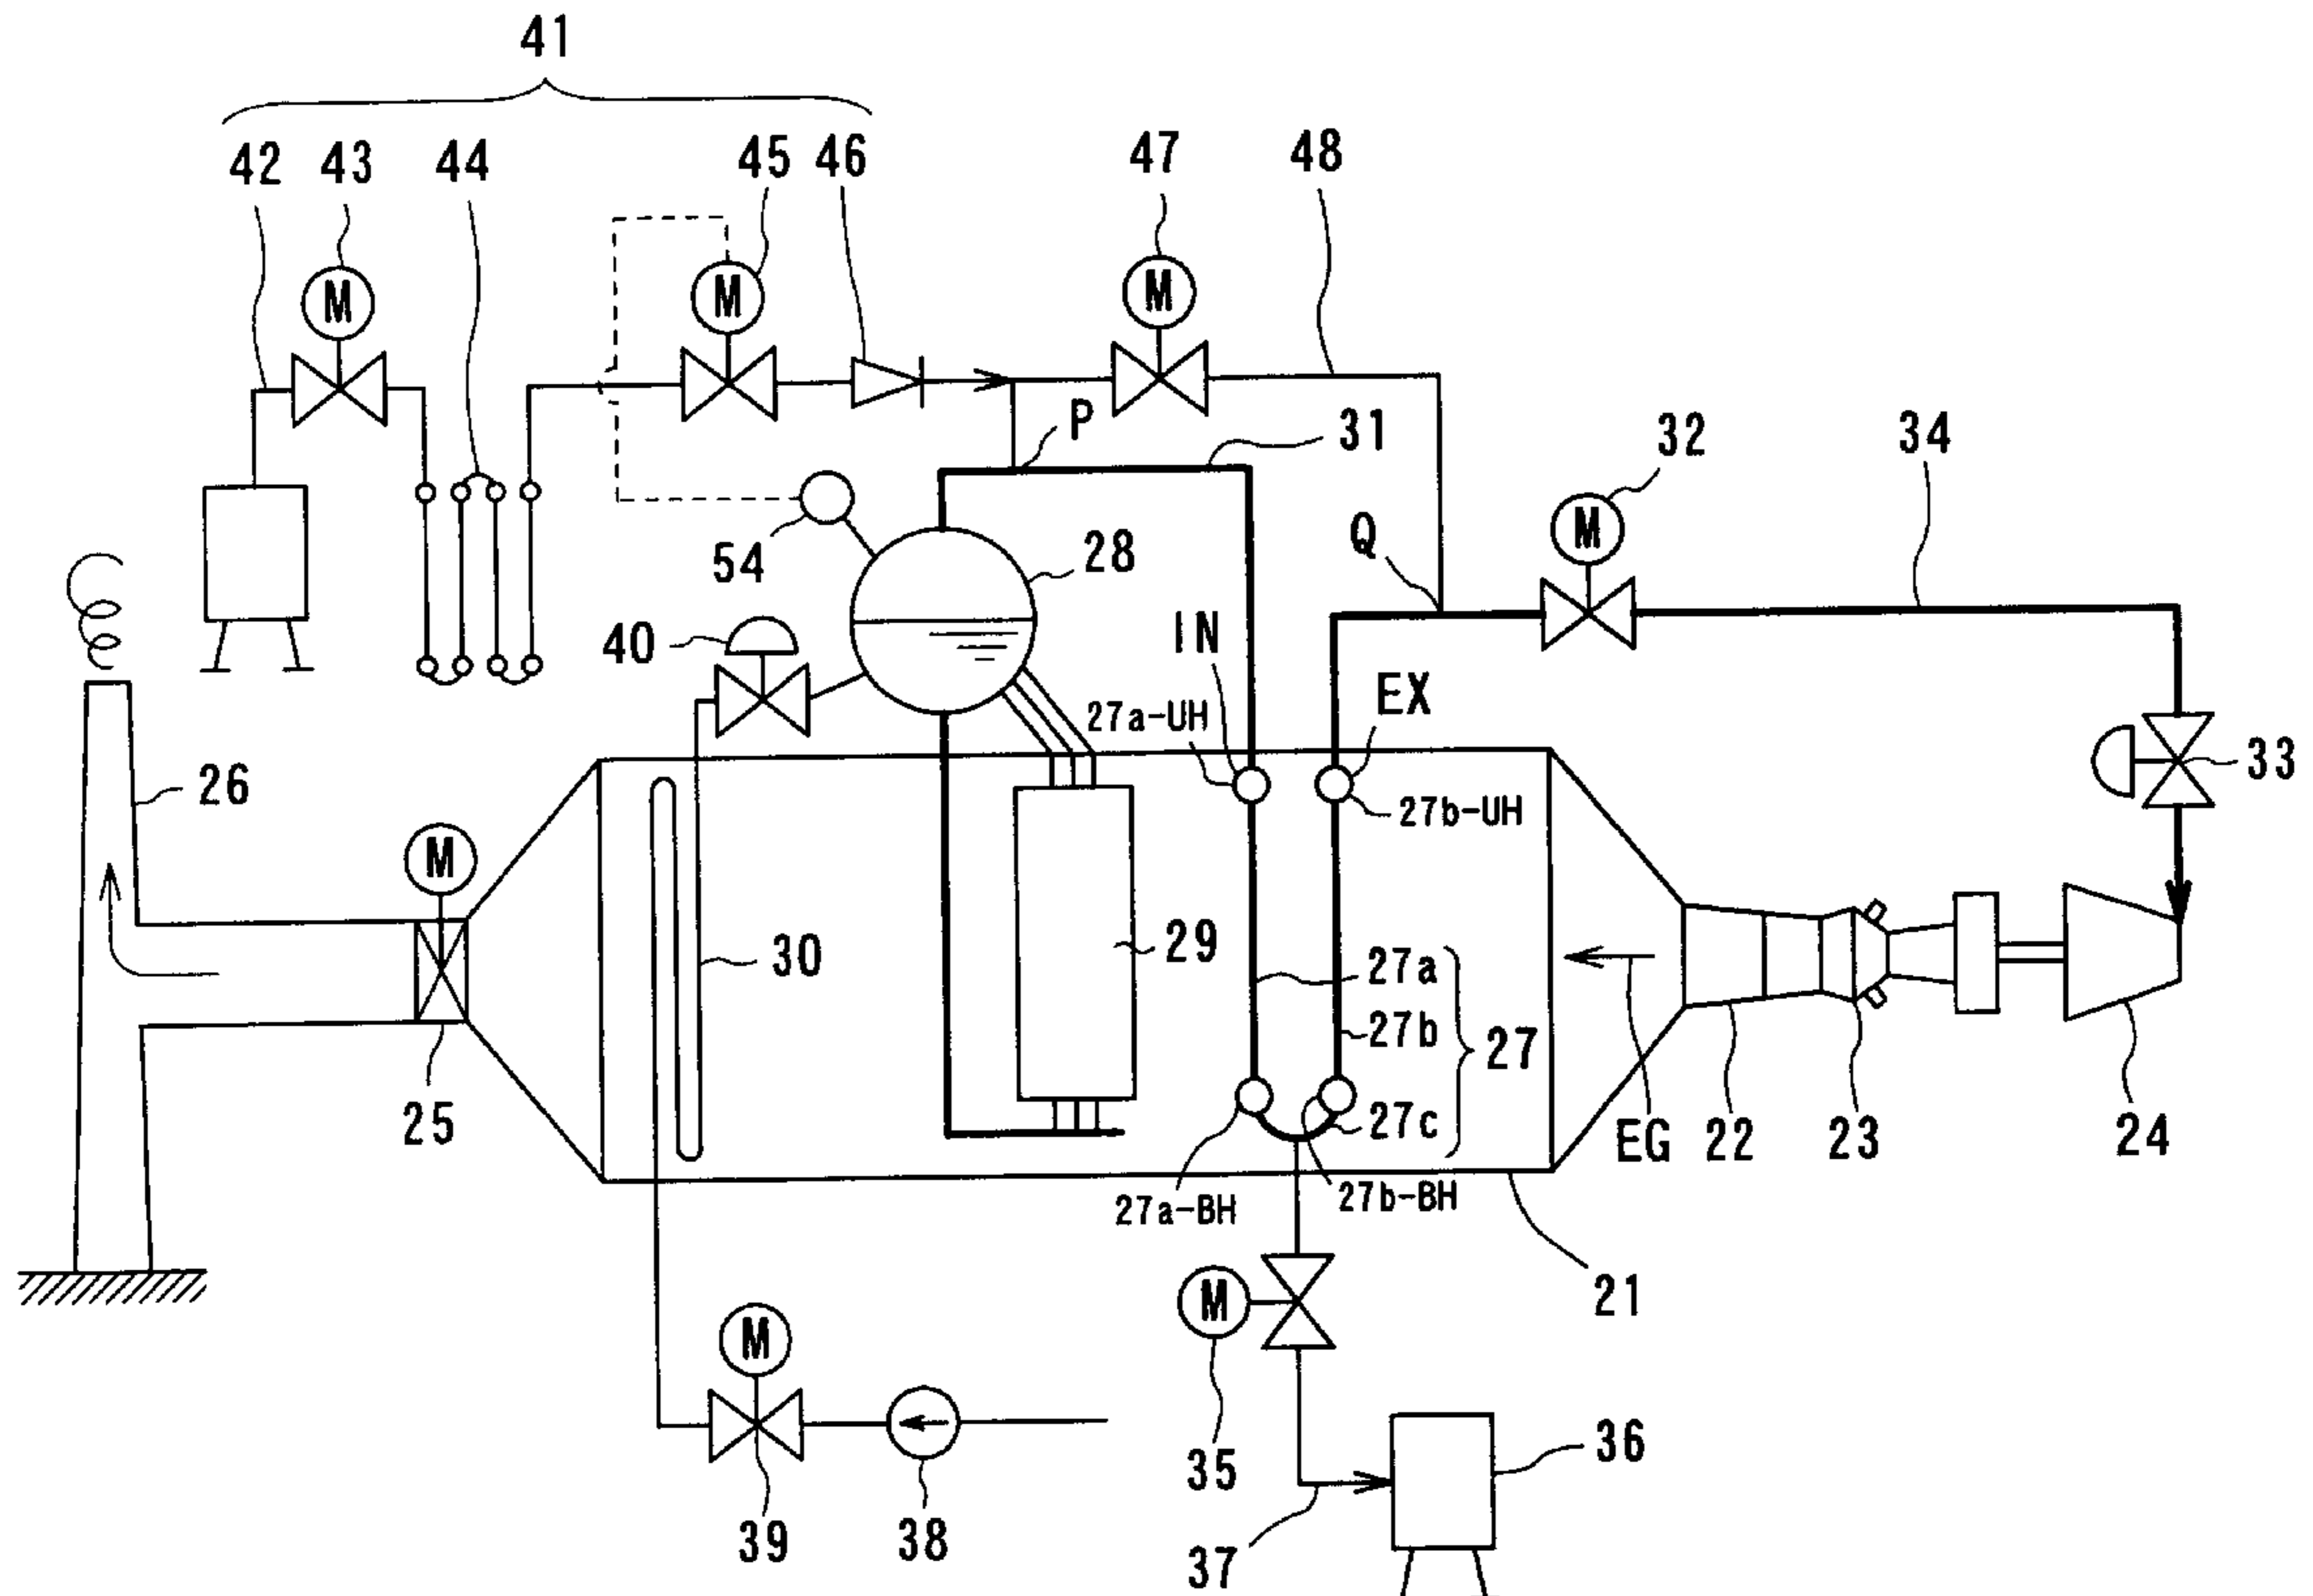 41
42 43 44 45 46 47 48
M
M
M
P 31 32 34
M
54 28 Q
40 IN
27a-UH EX
26 33
27b-UH
M
30 29 27a
27b 27
25 27c EG 22 23 24
27a-BH 27b-BH
M 21
M
35 36
39 38 37